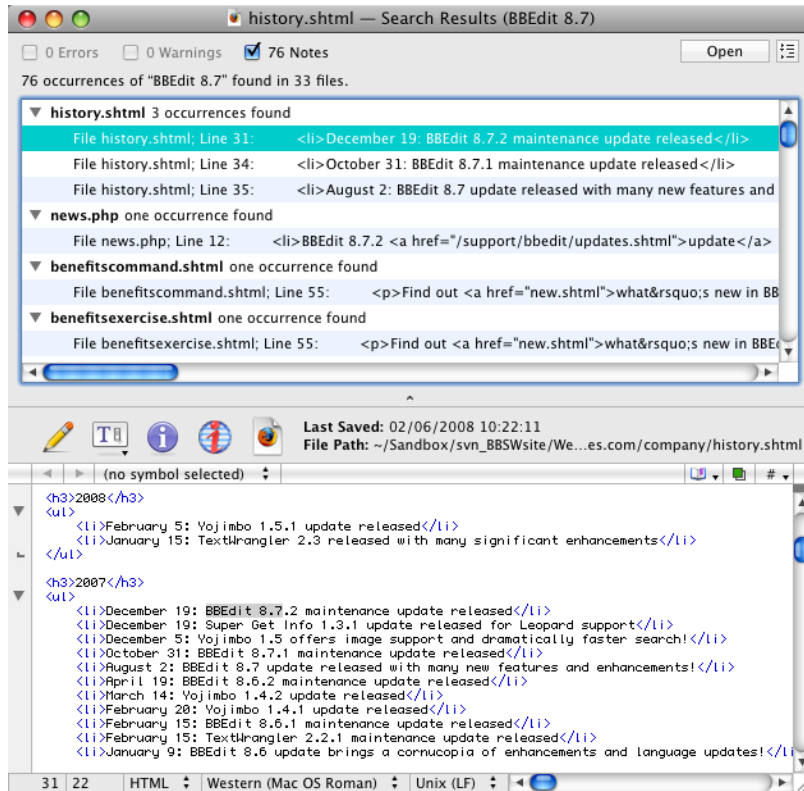 history.shtml — Search Results (BBEdit 8.7)
0 Errors 0 Warnings 76 Notes Open
76 occurrences of “BBEdit 8.7” found in 33 files.
history.shtml 3 occurrences found
File history.shtml; Line 31: <li>December 19: BBEdit 8.7.2 maintenance update released</li>
File history.shtml; Line 34: <li>October 31: BBEdit 8.7.1 maintenance update released</li>
File history.shtml; Line 35: <li>August 2: BBEdit 8.7 update released with many new features and
news.php one occurrence found
File news.php; Line 12: <li>BBEdit 8.7.2 <a href="/support/bbedit/updates.shtml">update</a>
benefitscommand.shtml one occurrence found
File benefitscommand.shtml; Line 55: <p>Find out <a href="new.shtml">what&rsquo;s new in BB
benefitsexercise.shtml one occurrence found
File benefitsexercise.shtml; Line 55: <p>Find out <a href="new.shtml">what&rsquo;s new in BBE
Last Saved: 02/06/2008 10:22:11
File Path: ~/Sandbox/svn_BBSWsite/We...es.com/company/history.shtml
(no symbol selected) #
<h3>2008</h3>
<ul>
<li>February 5: Yojimbo 1.5.1 update released</li>
<li>January 15: TextWrangler 2.3 released with many significant enhancements</li>
</ul>
<h3>2007</h3>
<ul>
<li>December 19: BBEdit 8.7.2 maintenance update released</li>
<li>December 19: Super Get Info 1.3.1 update released for Leopard support</li>
<li>December 5: Yojimbo 1.5 offers image support and dramatically faster search!</li>
<li>October 31: BBEdit 8.7.1 maintenance update released</li>
<li>August 2: BBEdit 8.7 update released with many new features and enhancements!</li>
<li>April 19: BBEdit 8.6.2 maintenance update released</li>
<li>March 14: Yojimbo 1.4.2 update released</li>
<li>February 20: Yojimbo 1.4.1 update released</li>
<li>February 15: BBEdit 8.6.1 maintenance update released</li>
<li>February 15: TextWrangler 2.2.1 maintenance update released</li>
<li>January 9: BBEdit 8.6 update brings a cornucopia of enhancements and language updates!</li
31 22 HTML Western (Mac OS Roman) Unix (LF)